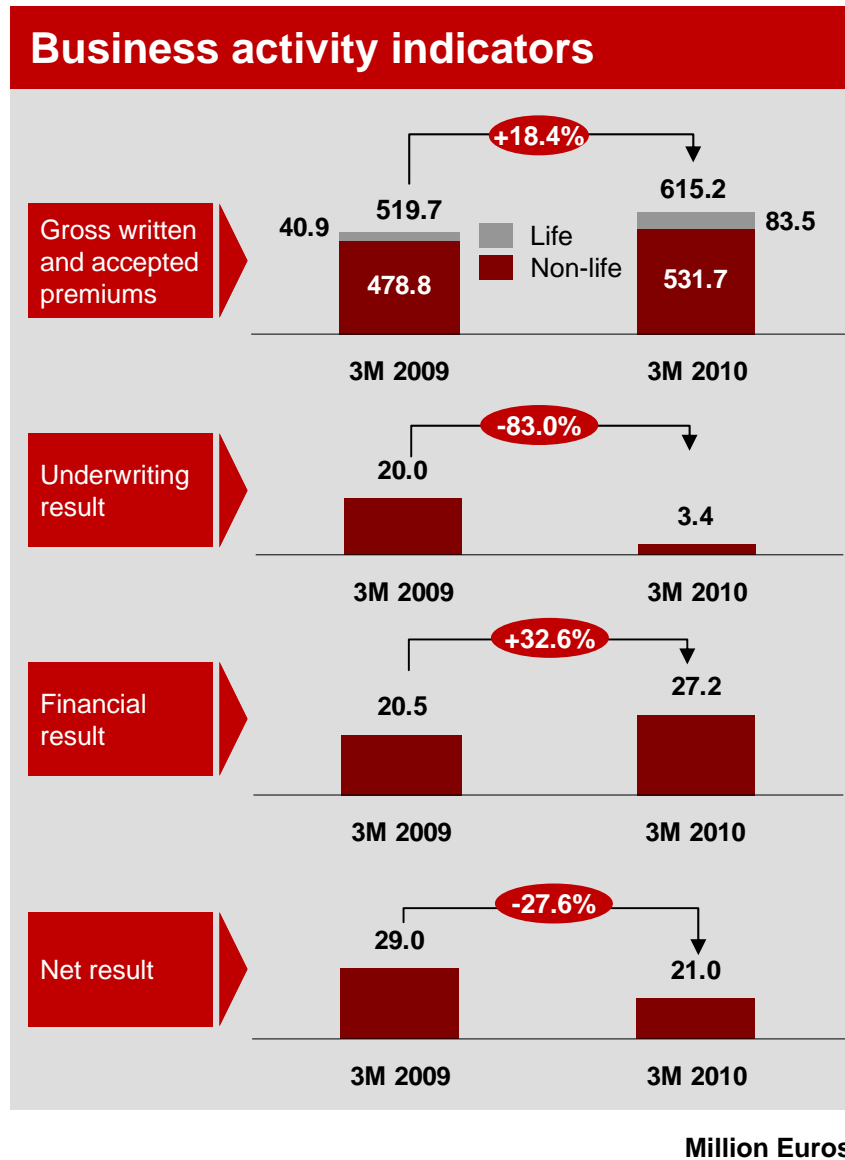 Business activity indicators
+18.4%
615.2
519.7
40.9
83.5
Life
Non-life
Gross written
and accepted
premiums
478.8
531.7
3M 2009
3M 2010
-83.0%
Underwriting
result
20.0
3.4
3M 2009
3M 2010
+32.6%
Financial
result
20.5
27.2
3M 2009
3M 2010
-27.6%
Net result
29.0
21.0
3M 2009
3M 2010
Million Euros